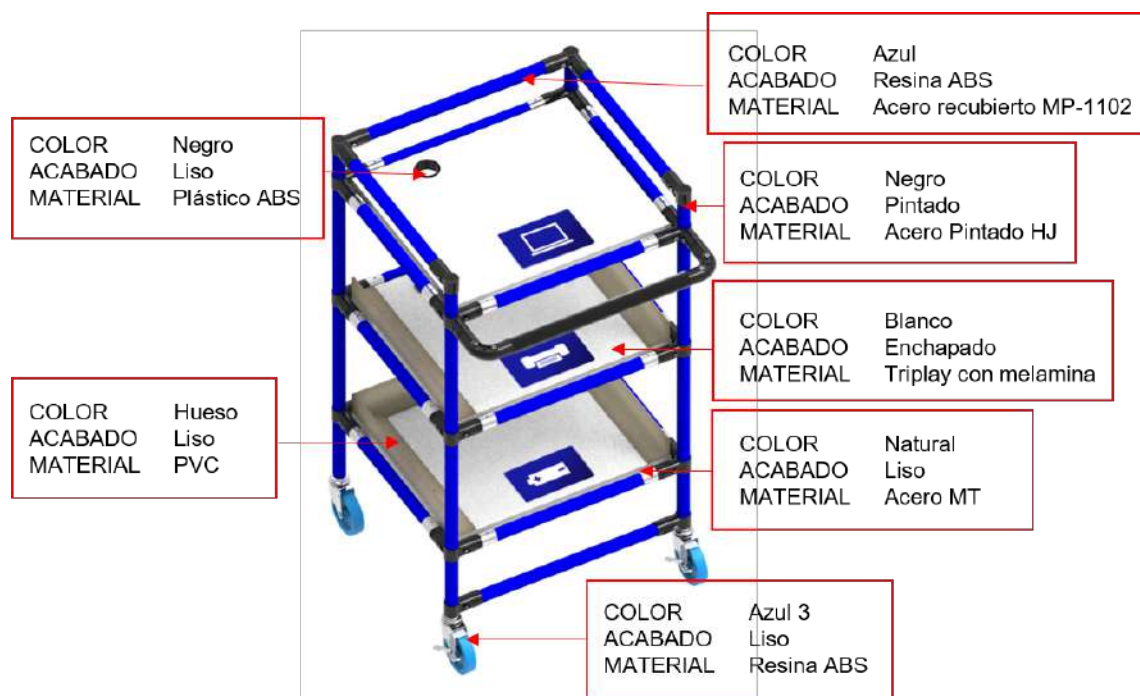 COLOR Azul
ACABADO Resina ABS
MATERIAL Acero recubierto MP-1102
COLOR Negro
ACABADO Liso
MATERIAL Plástico ABS
COLOR Negro
ACABADO Pintado
MATERIAL Acero Pintado HJ
COLOR Blanco
ACABADO Enchapado
MATERIAL Triplay con melamina
COLOR Hueso
ACABADO Liso
MATERIAL PVC
COLOR Natural
ACABADO Liso
MATERIAL Acero MT
COLOR Azul 3
ACABADO Liso
MATERIAL Resina ABS